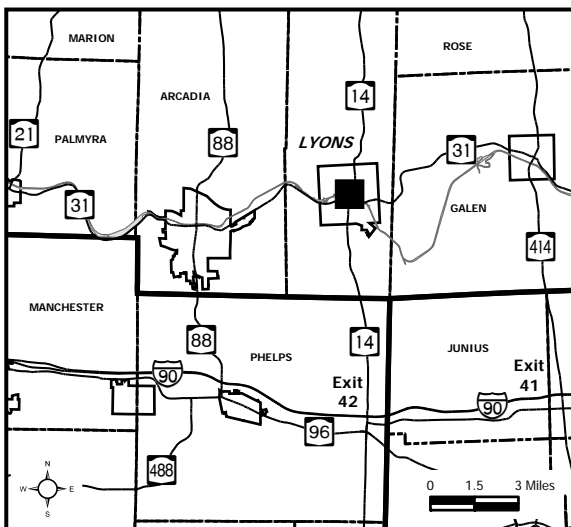 MARION
ROSE
ARCADIA
14
21
PALMYRA
88
LYONS
31
31
GALEN
414
MANCHESTER
88
PHELPS
14
JUNIUS
90
Exit
42
Exit
41
90
96
488
N
W
E
S
0 1.5 3 Miles